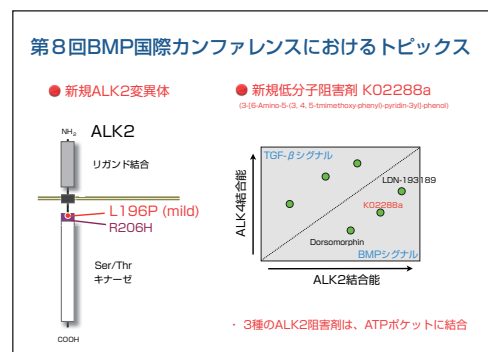 第8回BMP国際カンファレンスにおけるトピックス
● 新規ALK2変異体
NH₂
ALK2
リガンド結合
L196P (mild)
R206H
Ser/Thr
キナーゼ
COOH
● 新規低分子阻害剤 K02288a
(3-[6-Amino-5-(3, 4, 5-tmimethoxy-phenyl)-pyridin-3yl)-phenol)
TGF-βシグナル
LDN-193189
K02288a
Dorsomorphin
BMPシグナル
ALK4結合能
ALK2結合能
・ 3種のALK2阻害剤は、ATPポケットに結合